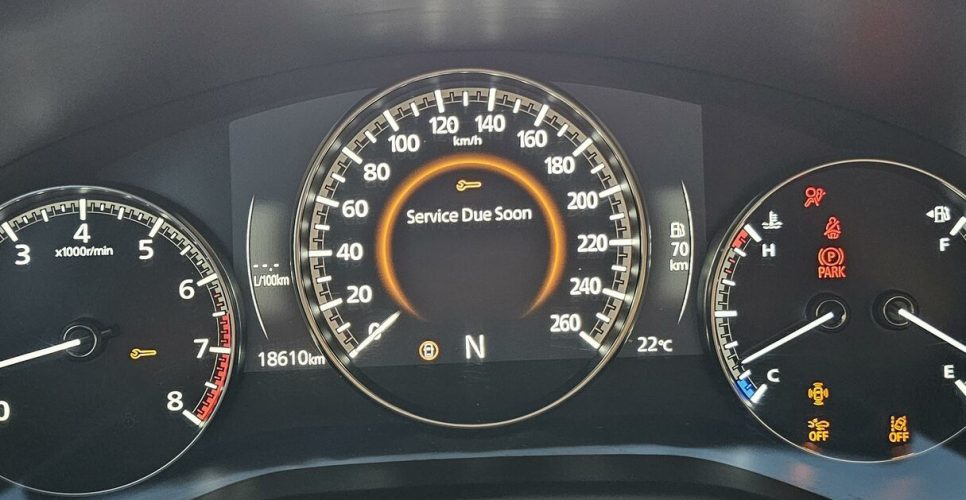 0
3
4
5
6
7
8
x1000r/min
L/100km
18610km
0
20
40
60
80
100
120
140
160
180
200
220
240
260
km/h
Service Due Soon
N
70
km
22°C
H
C
P
PARK
OFF
OFF
F
E